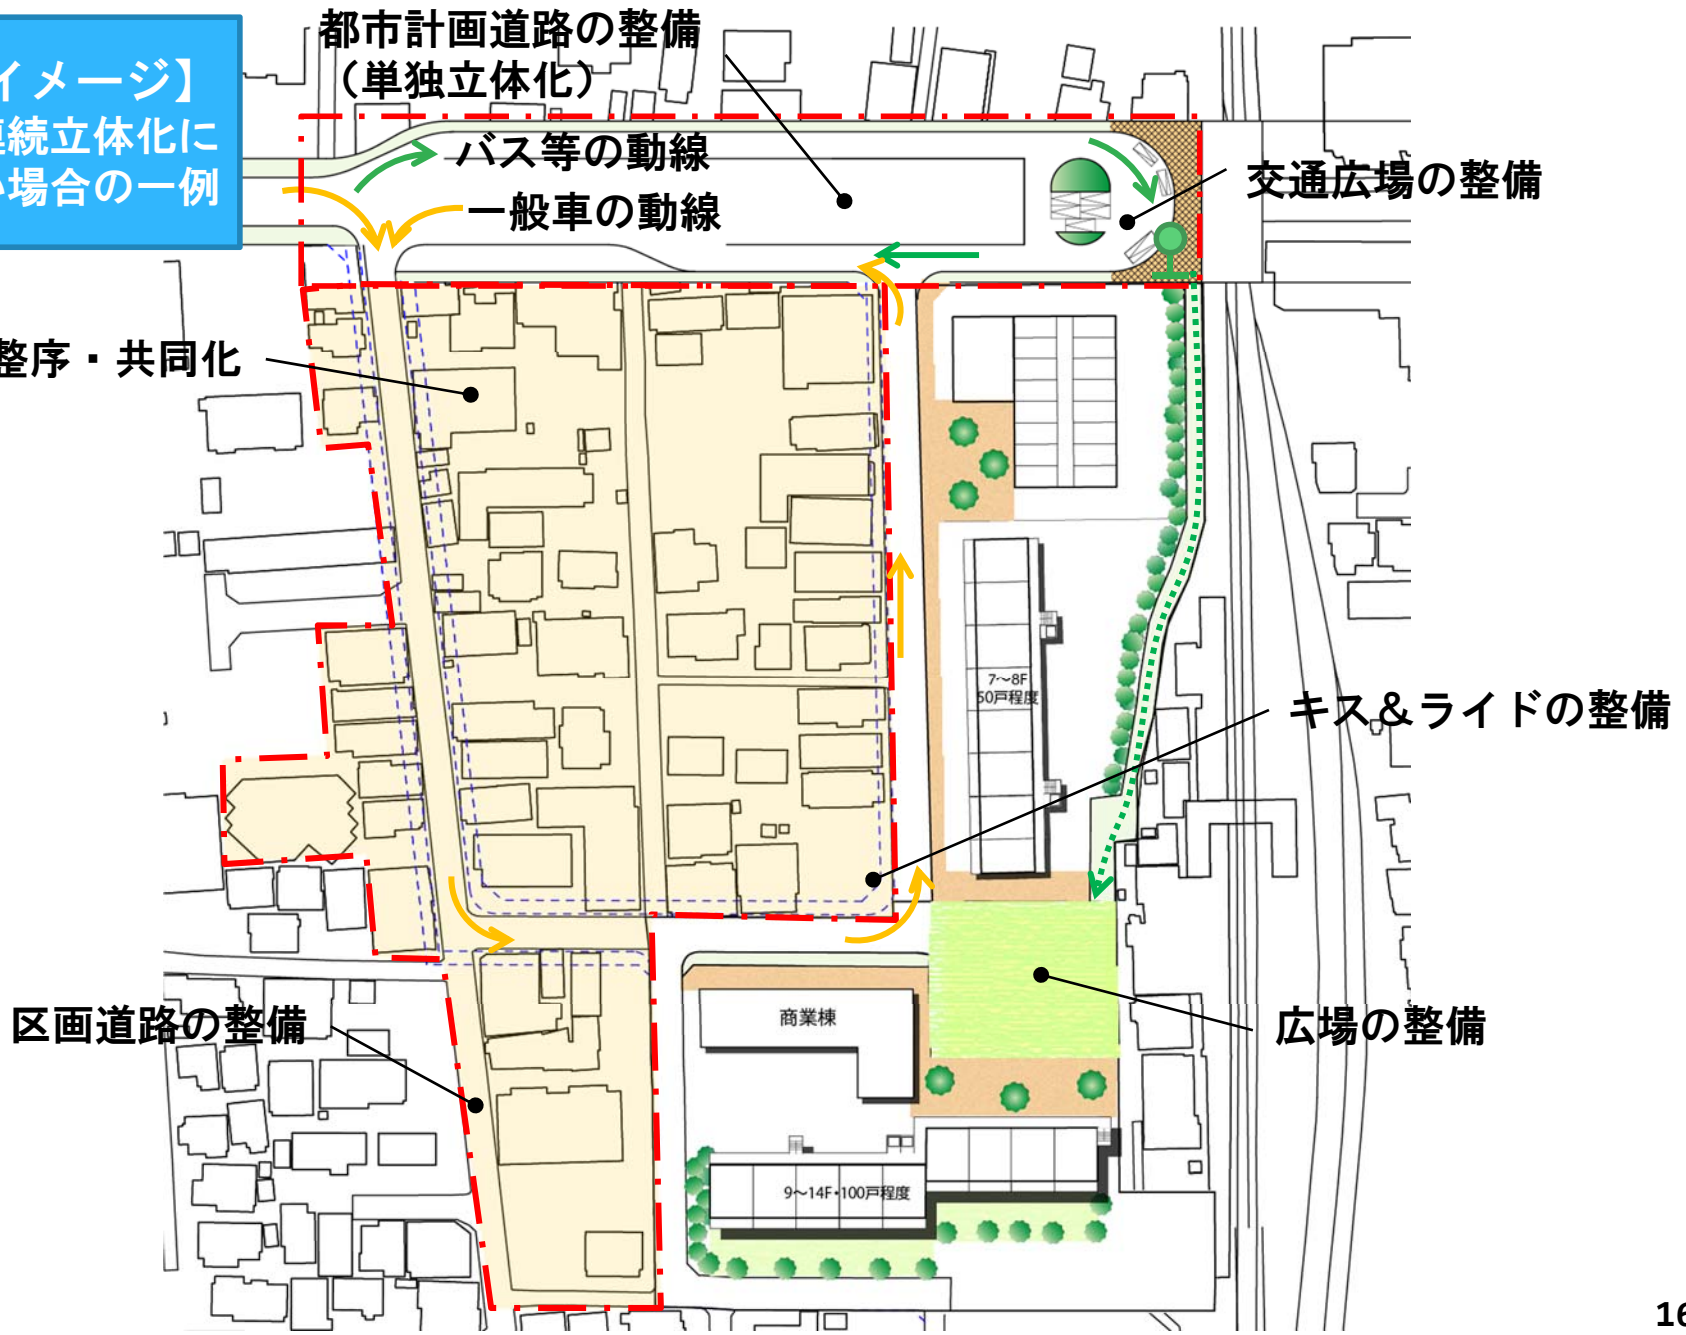 イメージ】
連続立体化に
い場合の一例
都市計画道路の整備
（単独立体化）
バス等の動線
一般車の動線
交通広場の整備
整序・共同化
7～8F
50戸程度
キス＆ライドの整備
区画道路の整備
商業棟
広場の整備
9～14F・100戸程度
16